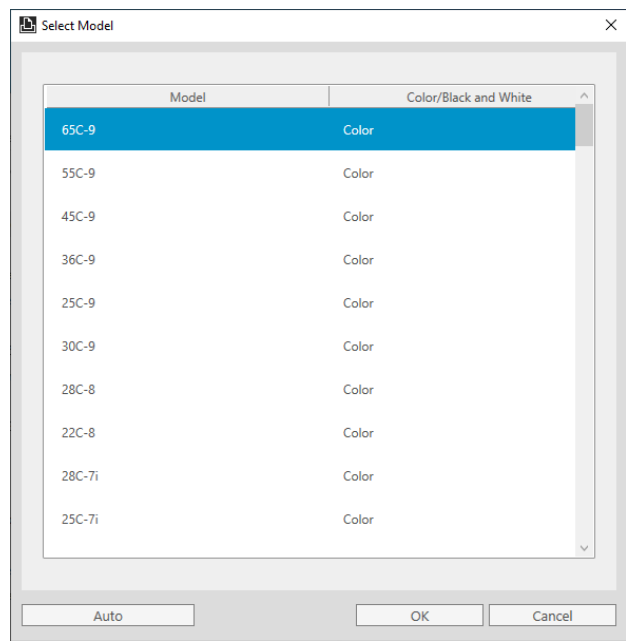 Select Model
Model Color/Black and White
65C-9 Color
55C-9 Color
45C-9 Color
36C-9 Color
25C-9 Color
30C-9 Color
28C-8 Color
22C-8 Color
28C-7i Color
25C-7i Color
Auto OK Cancel